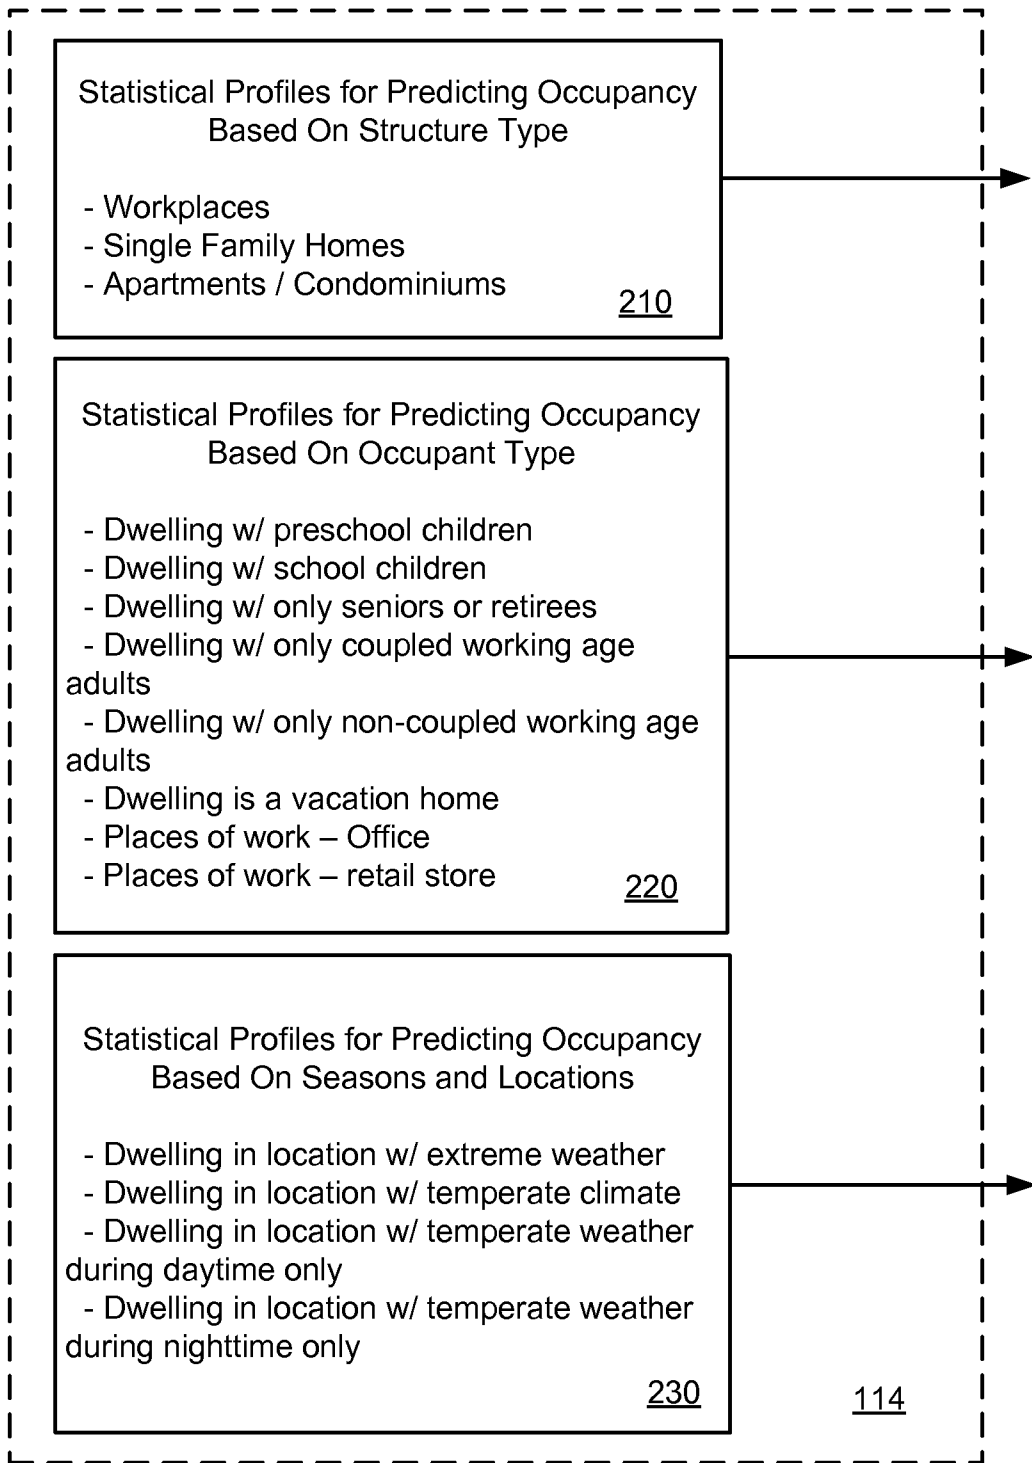 Statistical Profiles for Predicting Occupancy
Based On Structure Type
- Workplaces
- Single Family Homes
- Apartments / Condominiums
210
Statistical Profiles for Predicting Occupancy
Based On Occupant Type
- Dwelling w/ preschool children
- Dwelling w/ school children
- Dwelling w/ only seniors or retirees
- Dwelling w/ only coupled working age
adults
- Dwelling w/ only non-coupled working age
adults
- Dwelling is a vacation home
- Places of work – Office
- Places of work – retail store
220
Statistical Profiles for Predicting Occupancy
Based On Seasons and Locations
- Dwelling in location w/ extreme weather
- Dwelling in location w/ temperate climate
- Dwelling in location w/ temperate weather
during daytime only
- Dwelling in location w/ temperate weather
during nighttime only
230
114